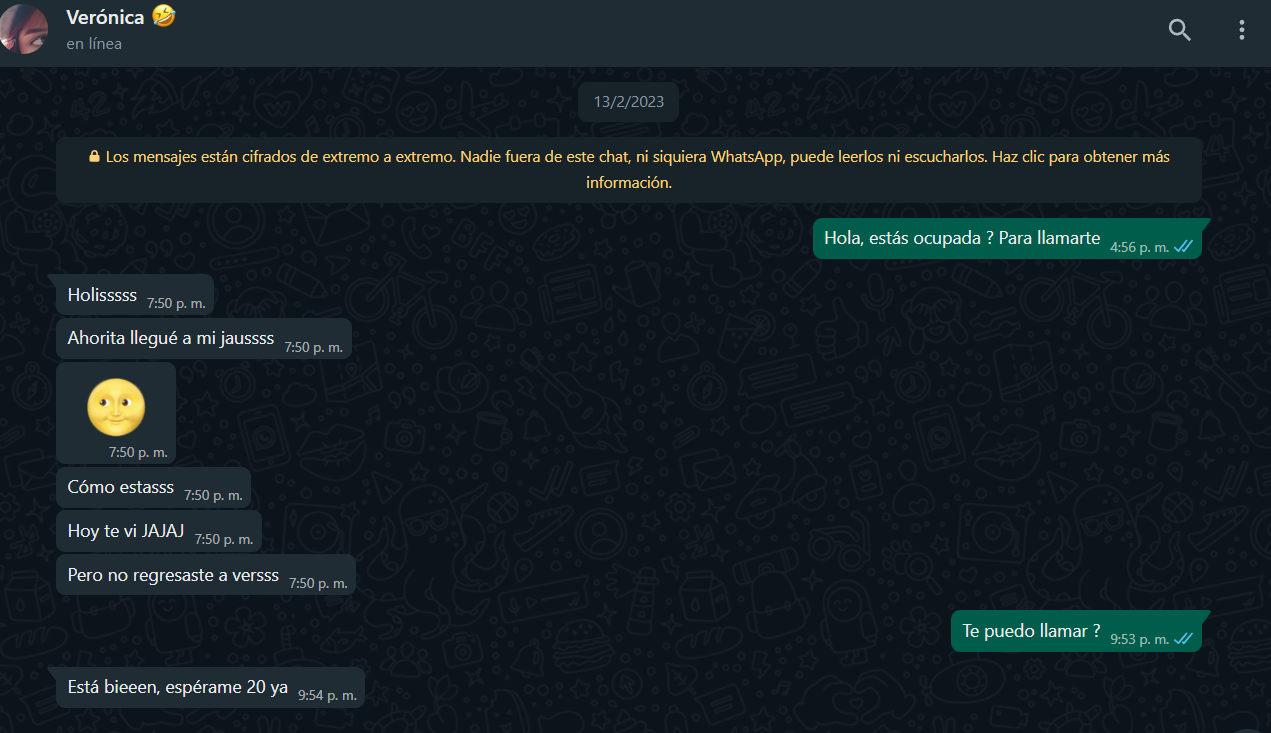 Verónica 🤣
en línea
13/2/2023
🔒 Los mensajes están cifrados de extremo a extremo. Nadie fuera de este chat, ni siquiera WhatsApp, puede leerlos ni escucharlos. Haz clic para obtener más
información.
Hola, estás ocupada ? Para llamarte 4:56 p. m.
Holisssss 7:50 p. m.
Ahorita llegué a mi jaussss 7:50 p. m.
🌝
7:50 p. m.
Cómo estasss 7:50 p. m.
Hoy te vi JAJAJ 7:50 p. m.
Pero no regresaste a versss 7:50 p. m.
Te puedo llamar ? 9:53 p. m.
Está bieeen, espérame 20 ya 9:54 p. m.